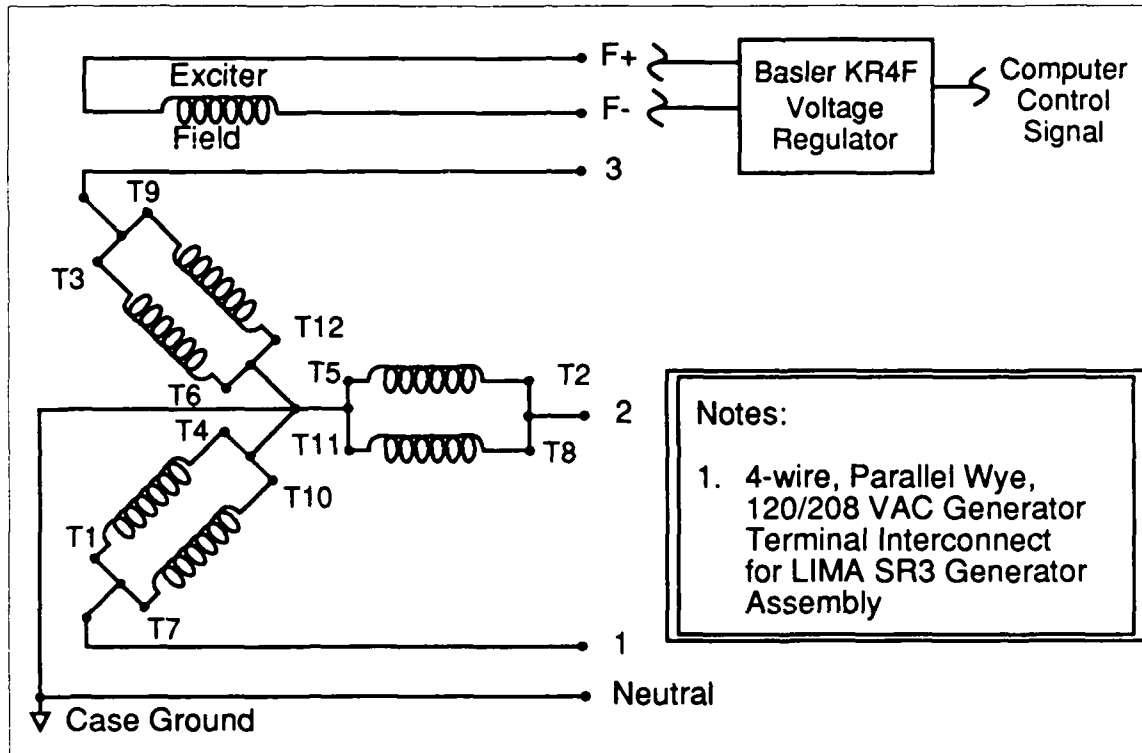 Exciter
Field
F+
F-
Basler KR4F
Voltage
Regulator
Computer
Control
Signal
3
T9
T3
T12
T6
T5
T2
2
T4
T11
T8
T10
T1
T7
1
Neutral
Case Ground
Notes:
1. 4-wire, Parallel Wye,
120/208 VAC Generator
Terminal Interconnect
for LIMA SR3 Generator
Assembly